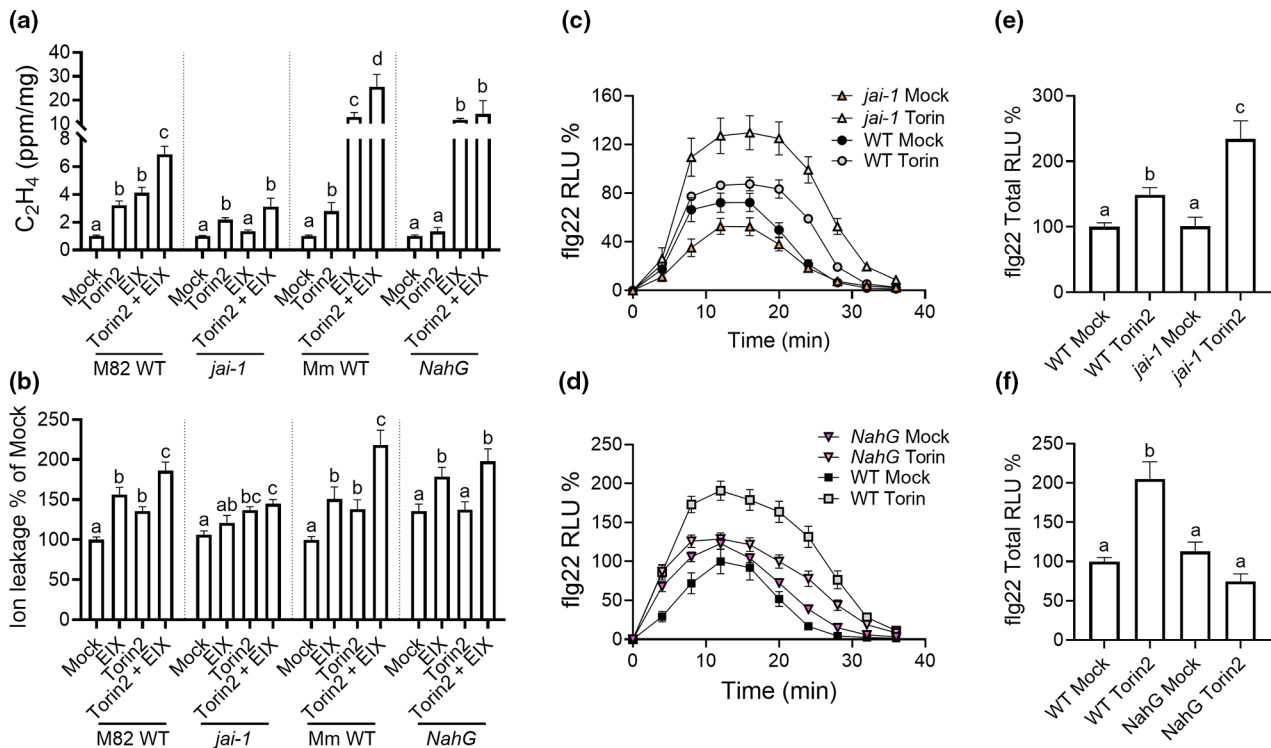 (a)
C₂H₄ (ppm/mg)
40
30
20
10
8
6
4
2
0
a
b
b
c
a
b
a
b
a
b
c
d
a
a
b
b
Mock
Torin2
EIX
Torin2 + EIX
Mock
Torin2
EIX
Torin2 + EIX
Mock
Torin2
EIX
Torin2 + EIX
Mock
Torin2
EIX
Torin2 + EIX
M82 WT
jai-1
Mm WT
NahG
(b)
Ion leakage % of Mock
250
200
150
100
50
0
a
b
b
c
a
ab
bc
c
a
b
b
c
a
b
a
b
Mock
EIX
Torin2
Torin2 + EIX
Mock
EIX
Torin2
Torin2 + EIX
Mock
EIX
Torin2
Torin2 + EIX
Mock
EIX
Torin2
Torin2 + EIX
M82 WT
jai-1
Mm WT
NahG
(c)
flg22 RLU %
160
120
80
40
0
0
10
20
30
40
Time (min)
jai-1 Mock
jai-1 Torin
WT Mock
WT Torin
(d)
flg22 RLU %
250
200
150
100
50
0
0
10
20
30
40
Time (min)
NahG Mock
NahG Torin
WT Mock
WT Torin
(e)
flg22 Total RLU %
300
200
100
0
a
b
a
c
WT Mock
WT Torin2
jai-1 Mock
jai-1 Torin2
(f)
flg22 Total RLU %
250
200
150
100
50
0
a
b
a
a
WT Mock
WT Torin2
NahG Mock
NahG Torin2